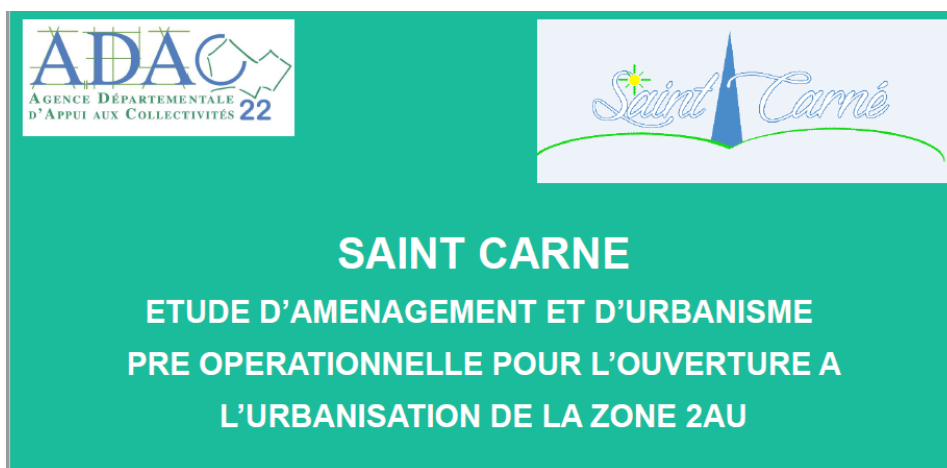 ADAC
AGENCE DÉPARTEMENTALE
D'APPUI AUX COLLECTIVITÉS 22
Saint Carné
SAINT CARNE
ETUDE D'AMENAGEMENT ET D'URBANISME
PRE OPERATIONNELLE POUR L'OUVERTURE A
L'URBANISATION DE LA ZONE 2AU